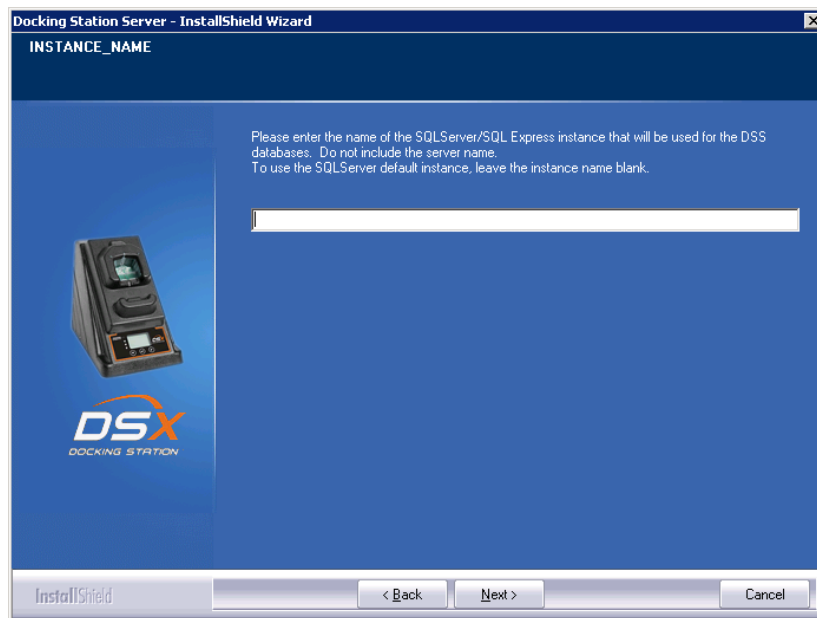 Docking Station Server - InstallShield Wizard
INSTANCE_NAME
Please enter the name of the SQLServer/SQL Express instance that will be used for the DSS
databases. Do not include the server name.
To use the SQLServer default instance, leave the instance name blank.
DSX
DOCKING STATION
InstallShield
< Back
Next >
Cancel